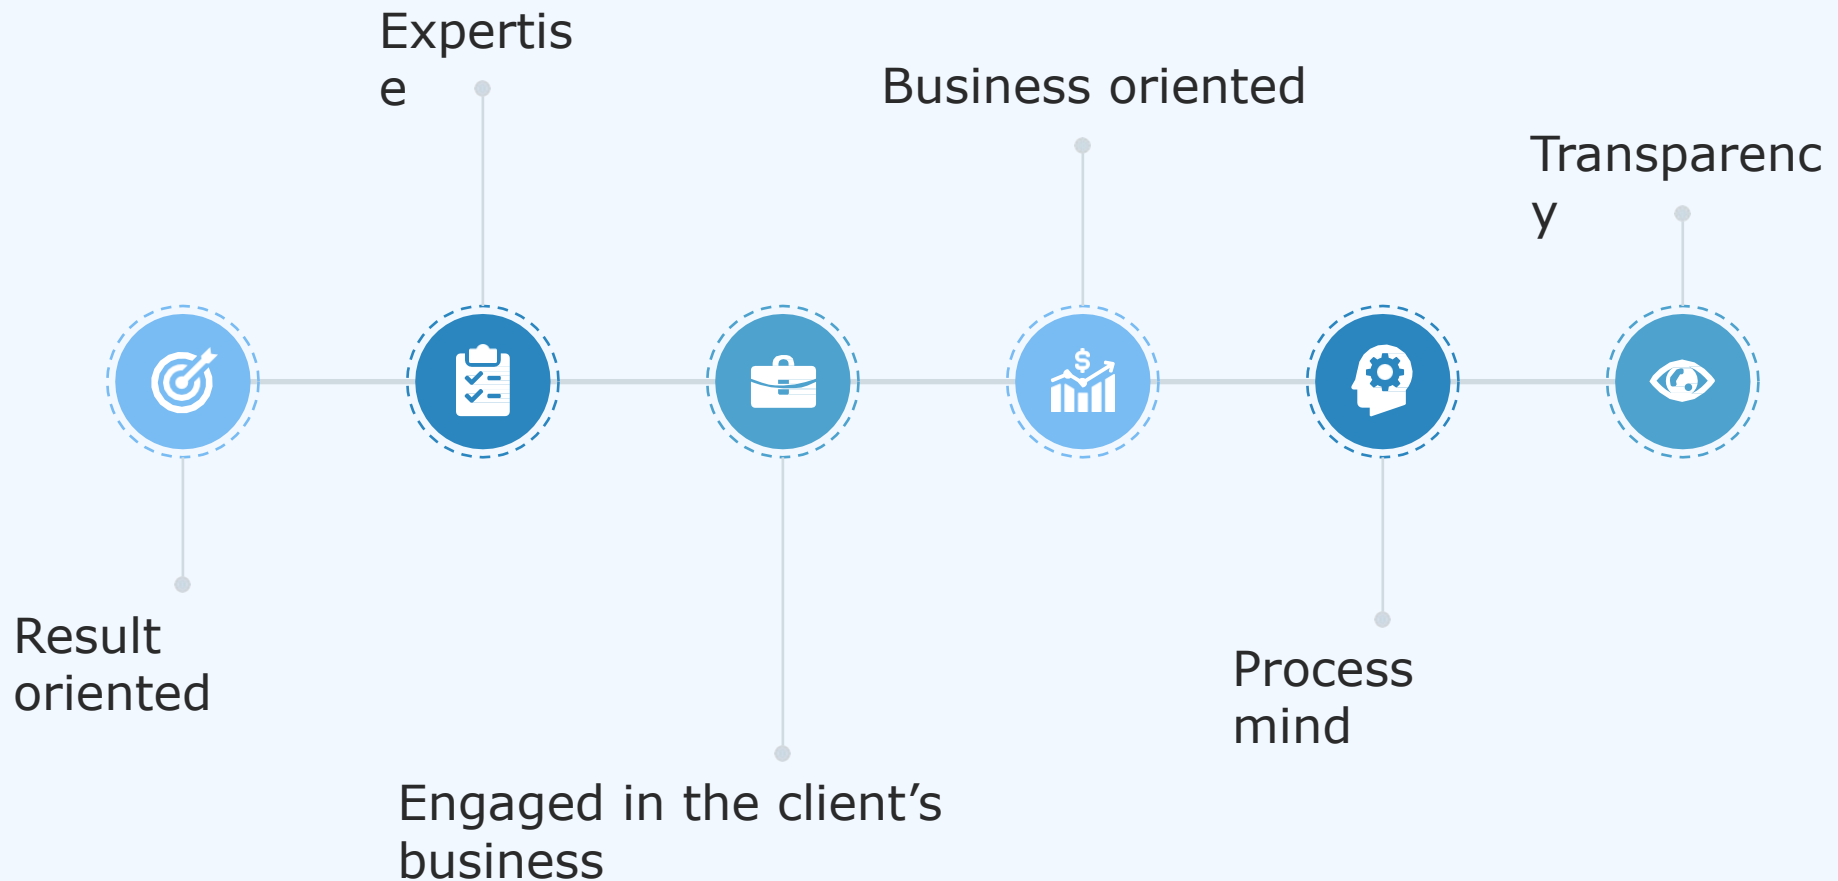 Expertis
e
Business oriented
Transparenc
y
$
Result
oriented
Process
mind
Engaged in the client’s
business